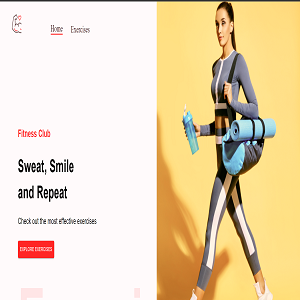 Home
Exercises
Fitness Club
Sweat, Smile
and Repeat
Check out the most effective exercises
EXPLORE EXERCISES